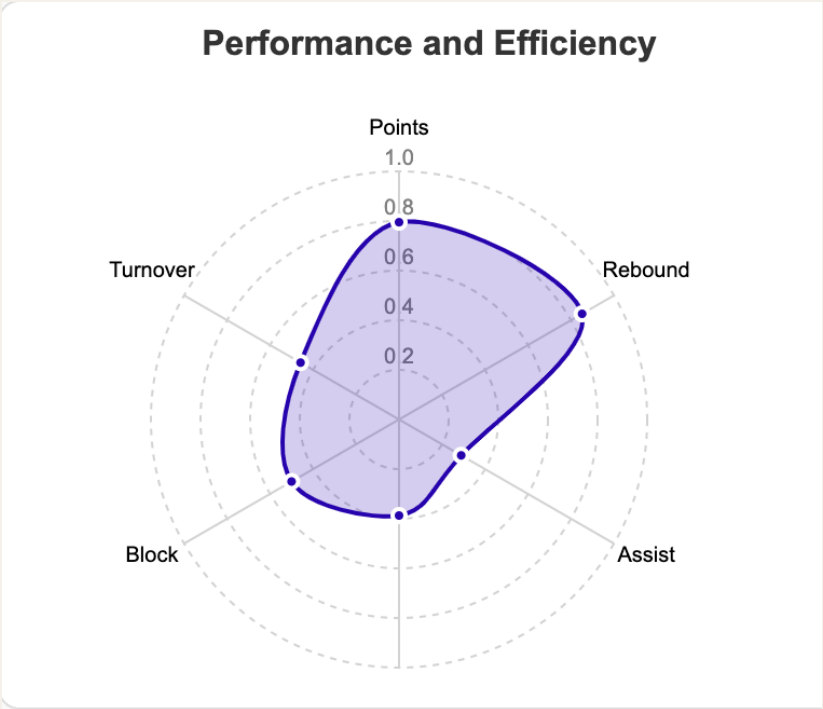 Performance and Efficiency
Points
1.0
0.8
0.6
Turnover
Rebound
0.4
0.2
Block
Assist